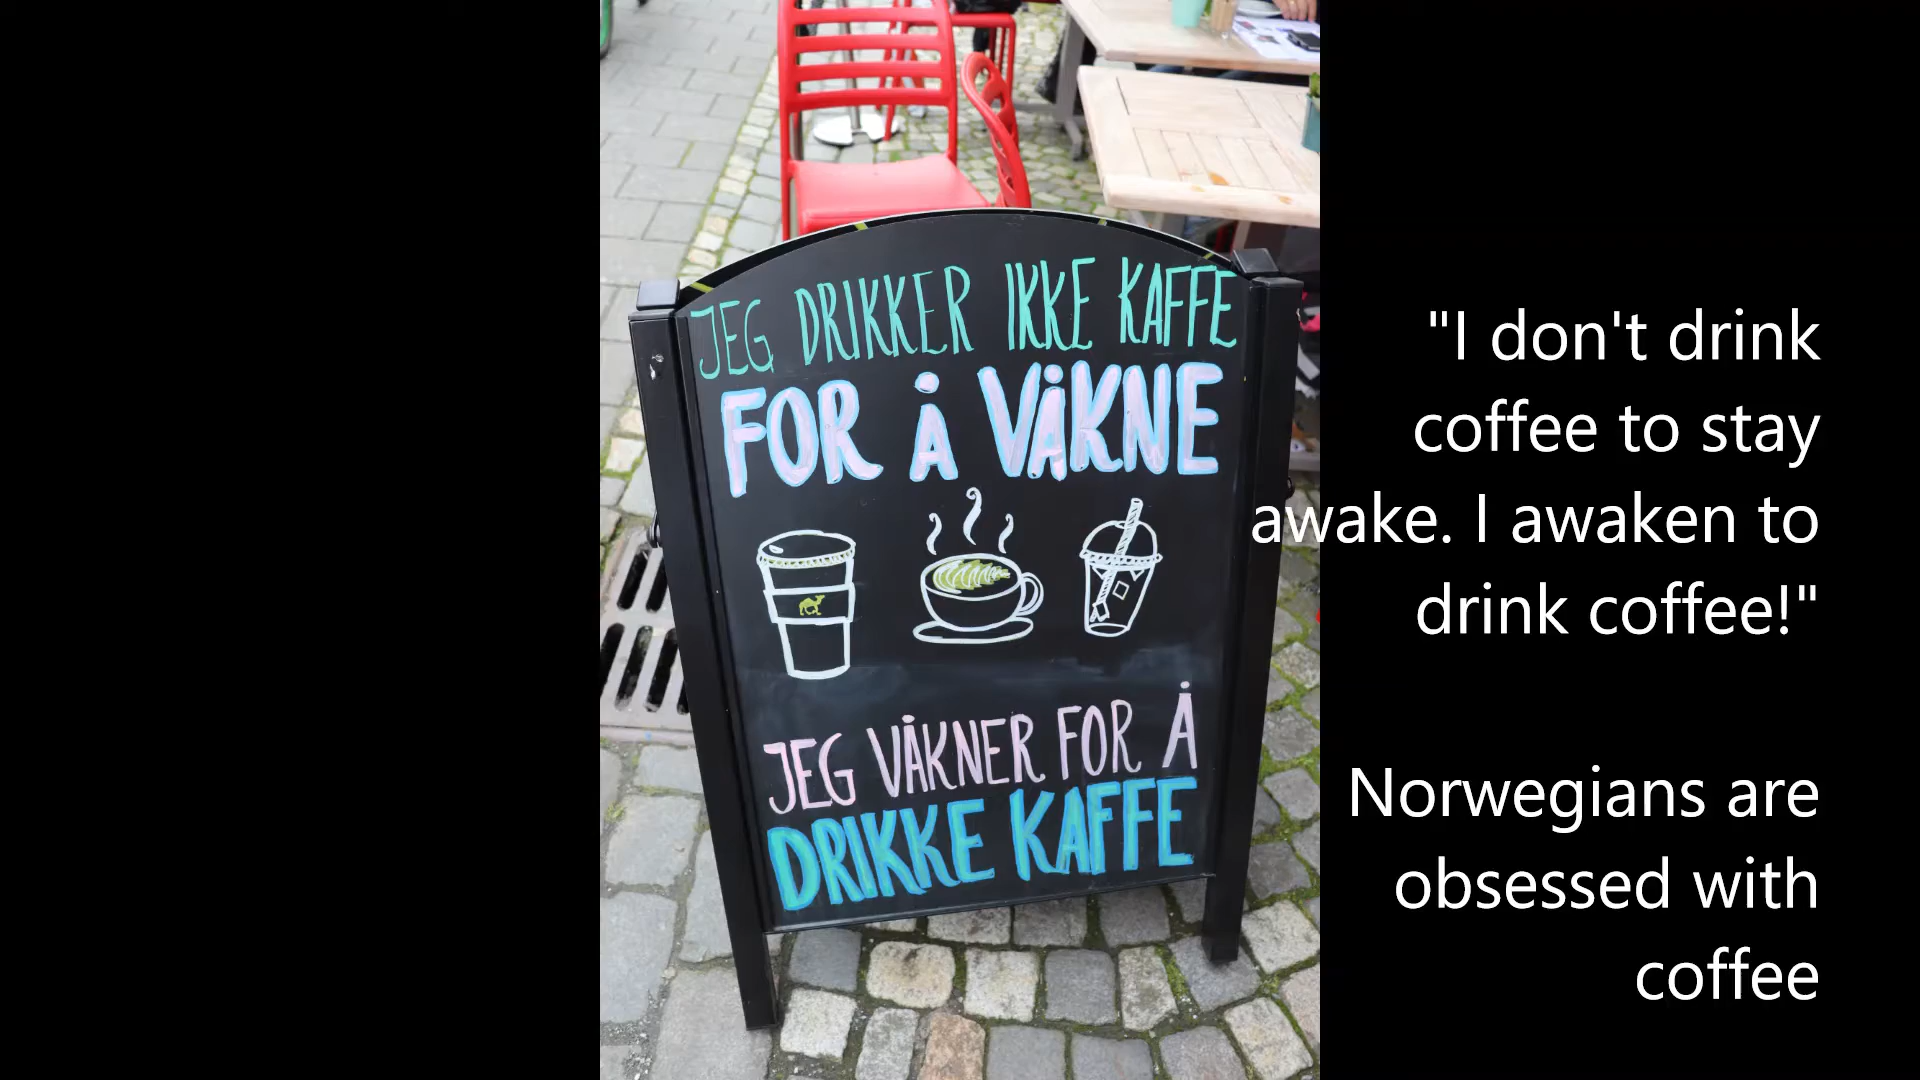 JEG DRIKKER IKKE KAFFE
FOR Å VÅKNE
JEG VÅKNER FOR Å
DRIKKE KAFFE
"I don't drink
coffee to stay
awake. I awaken to
drink coffee!"
Norwegians are
obsessed with
coffee